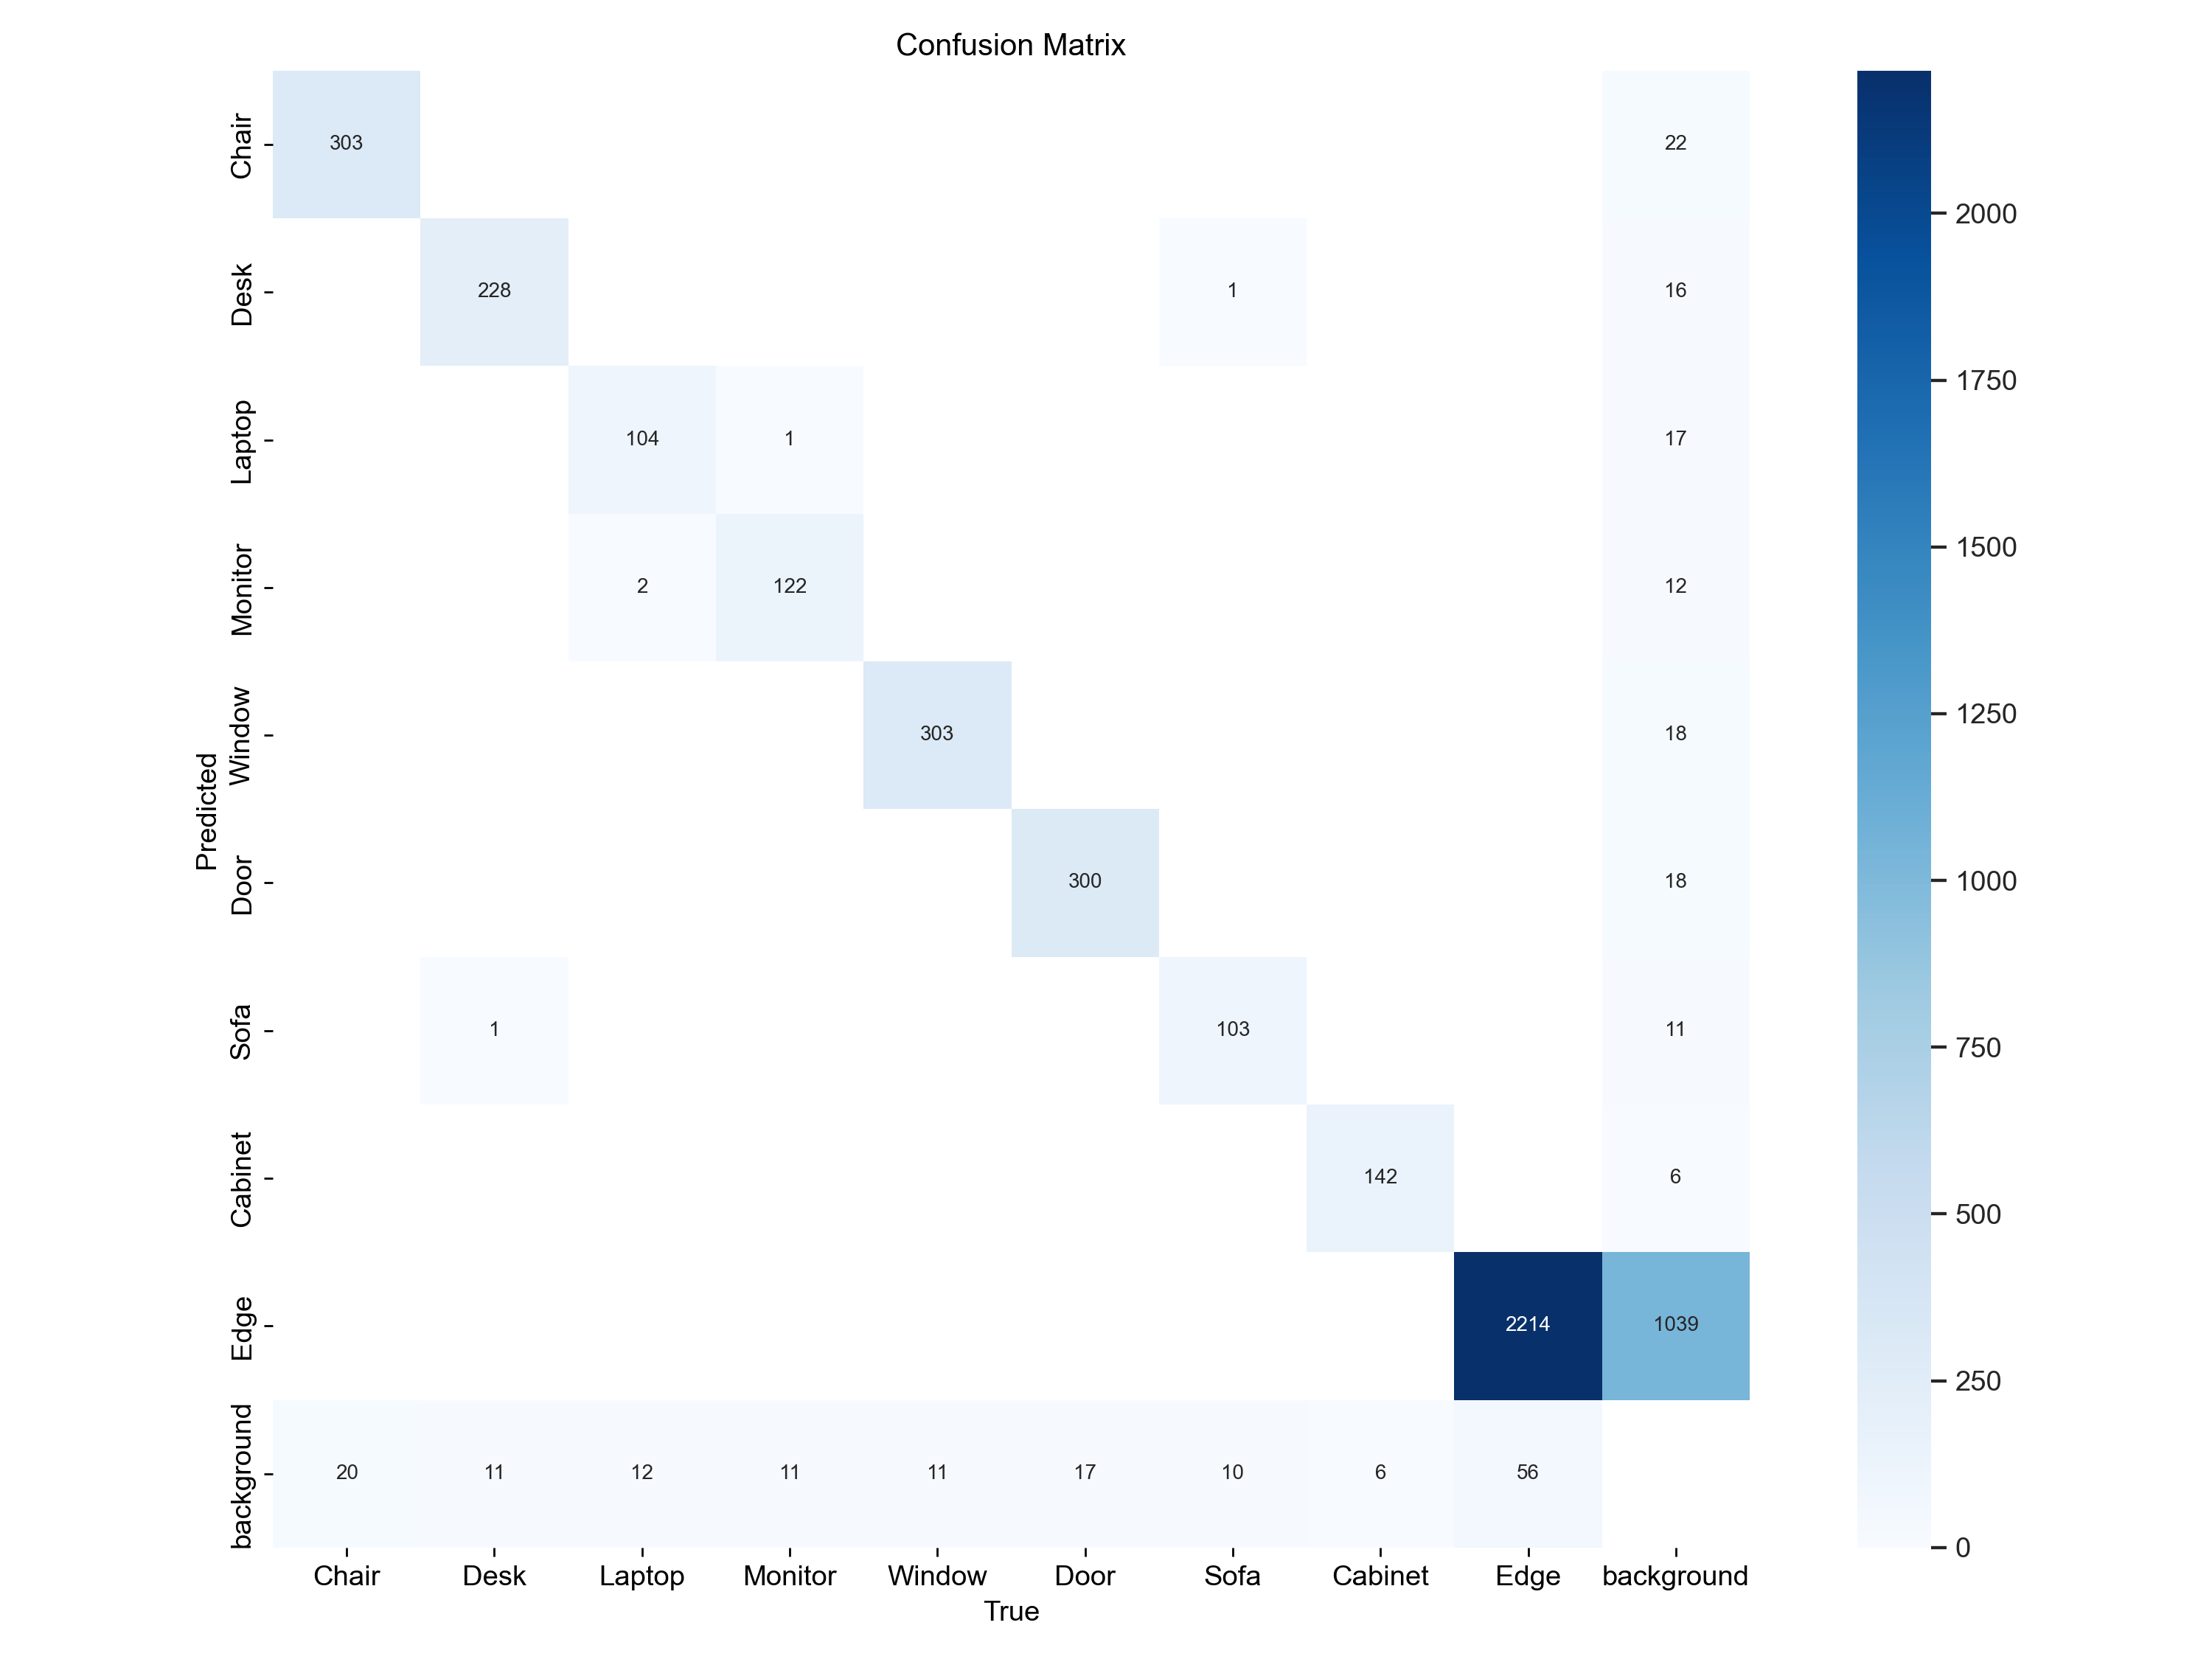 Confusion Matrix
Chair 303 22
Desk 228 1 16
Laptop 104 1 17
Monitor 2 122 12
Window 303 18
Door 300 18
Sofa 1 103 11
Cabinet 142 6
Edge 2214 1039
background 20 11 12 11 11 17 10 6 56
Predicted
Chair Desk Laptop Monitor Window Door Sofa Cabinet Edge background
True
2000
1750
1500
1250
1000
750
500
250
0